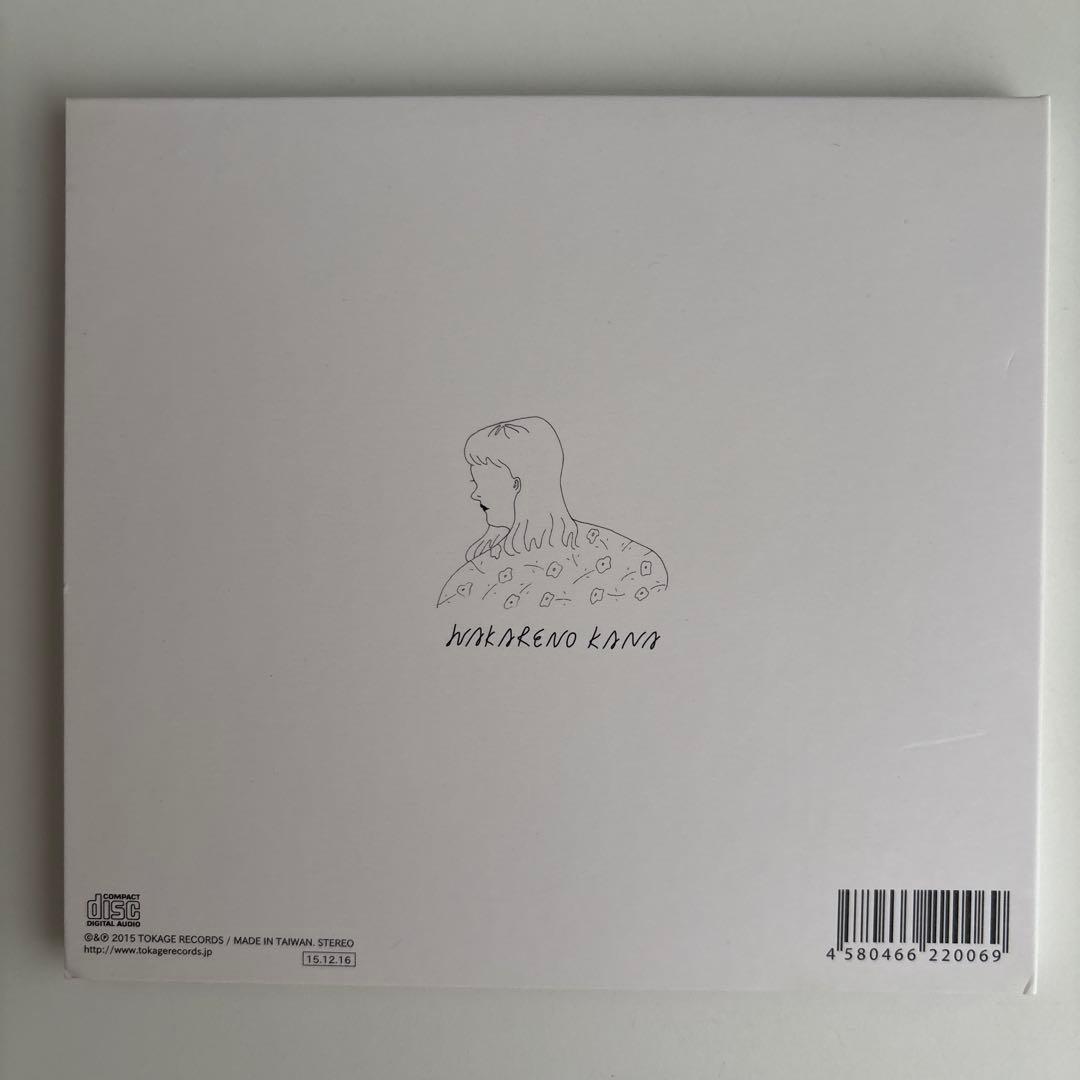 WAKARENO KANA
COMPACT
disc
DIGITAL AUDIO
©&℗ 2015 TOKAGE RECORDS / MADE IN TAIWAN. STEREO
http://www.tokagerecords.jp
15.12.16
4 580466 220069